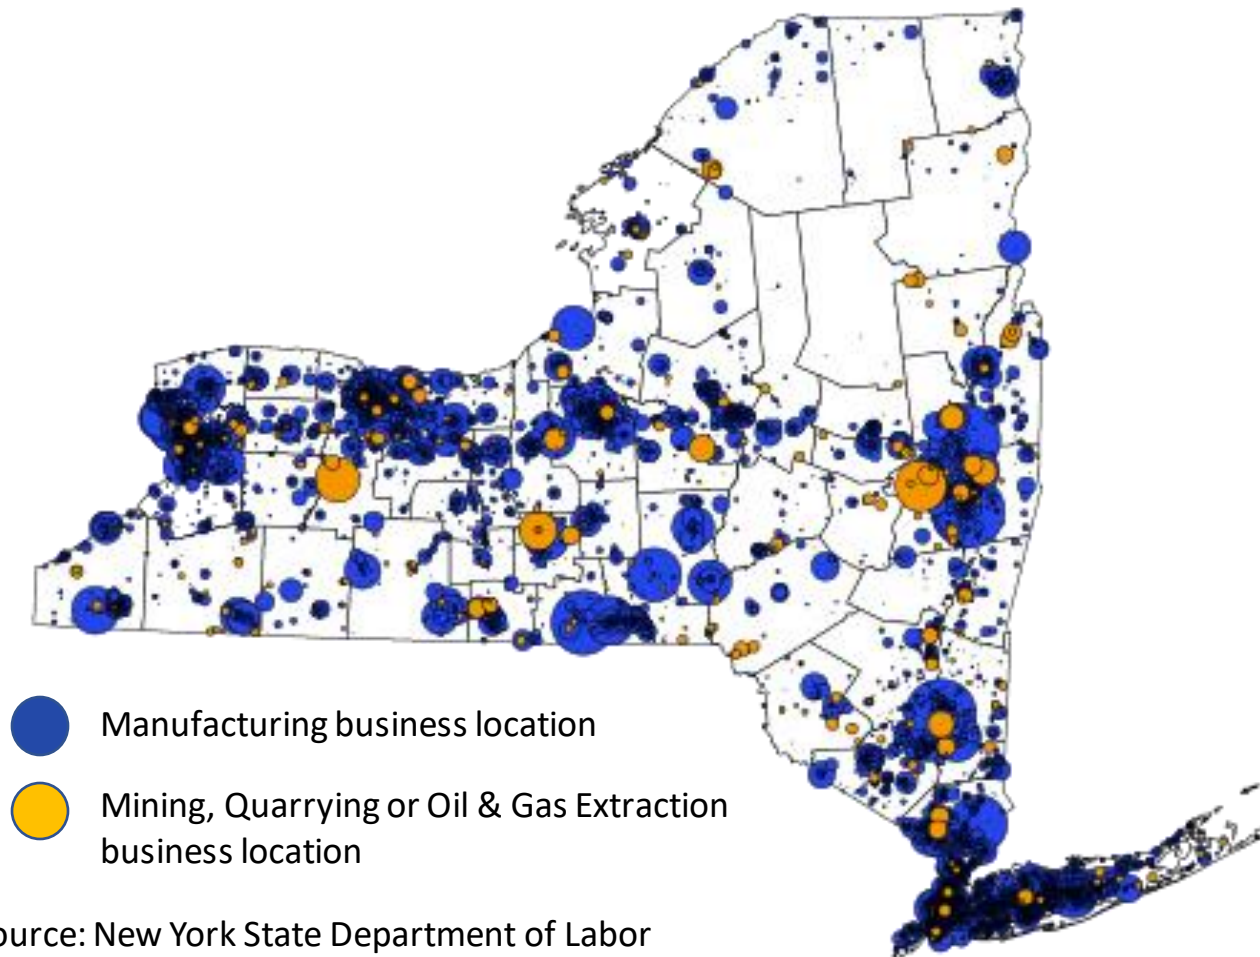 Manufacturing business location
Mining, Quarrying or Oil & Gas Extraction
business location
ource: New York State Department of Labor